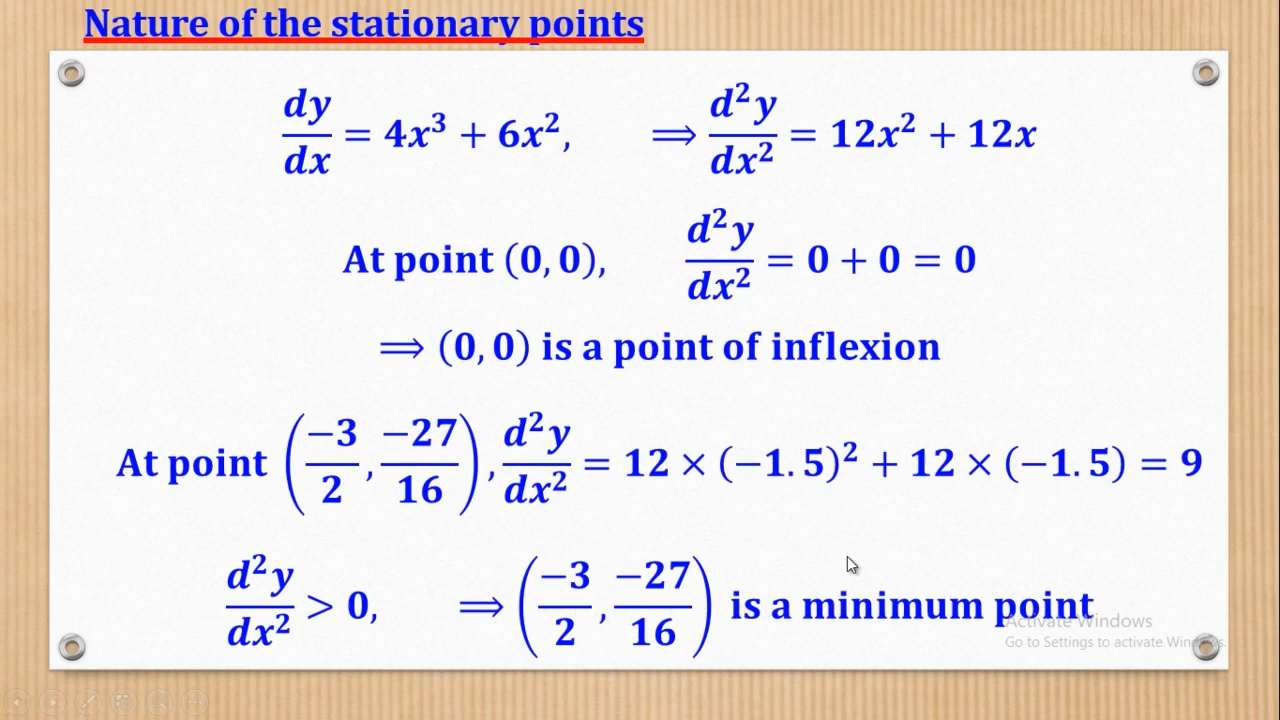 Nature of the stationary points
dy/dx = 4x³ + 6x², ⟹ d²y/dx² = 12x² + 12x
At point (0, 0), d²y/dx² = 0 + 0 = 0
⟹ (0, 0) is a point of inflexion
At point (−3/2, −27/16), d²y/dx² = 12 × (−1.5)² + 12 × (−1.5) = 9
d²y/dx² > 0, ⟹ (−3/2, −27/16) is a minimum point
Activate Windows
Go to Settings to activate Windows.